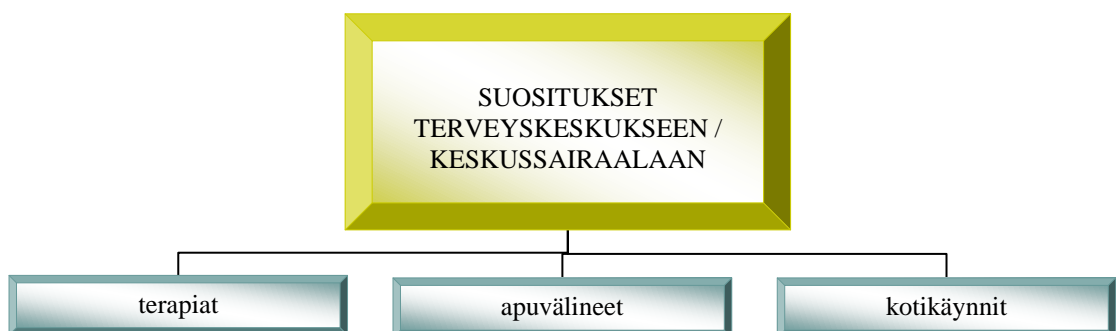 SUOSITUKSET
TERVEYSKESKUKSEEN /
KESKUSSAIRAALAAN
terapiat
apuvälineet
kotikäynnit